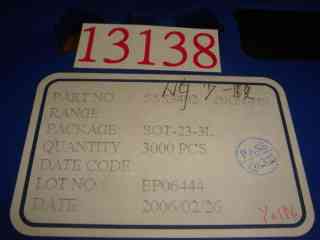 13138
PART NO
RANGE
PACKAGE: SOT-23-3L
QUANTITY 3000 PCS
DATE CODE
LOT NO EP06444
DATE: 2006/02/26